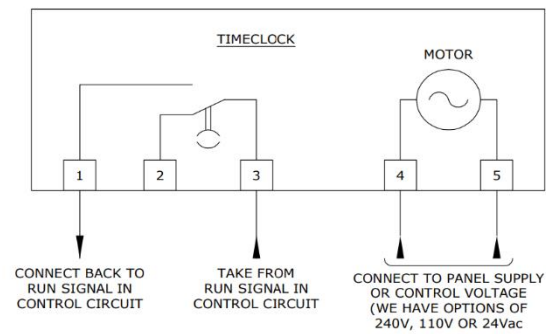 TIMECLOCK
MOTOR
1
2
3
4
5
CONNECT BACK TO
RUN SIGNAL IN
CONTROL CIRCUIT
TAKE FROM
RUN SIGNAL IN
CONTROL CIRCUIT
CONNECT TO PANEL SUPPLY
OR CONTROL VOLTAGE
(WE HAVE OPTIONS OF
240V, 110V OR 24Vac